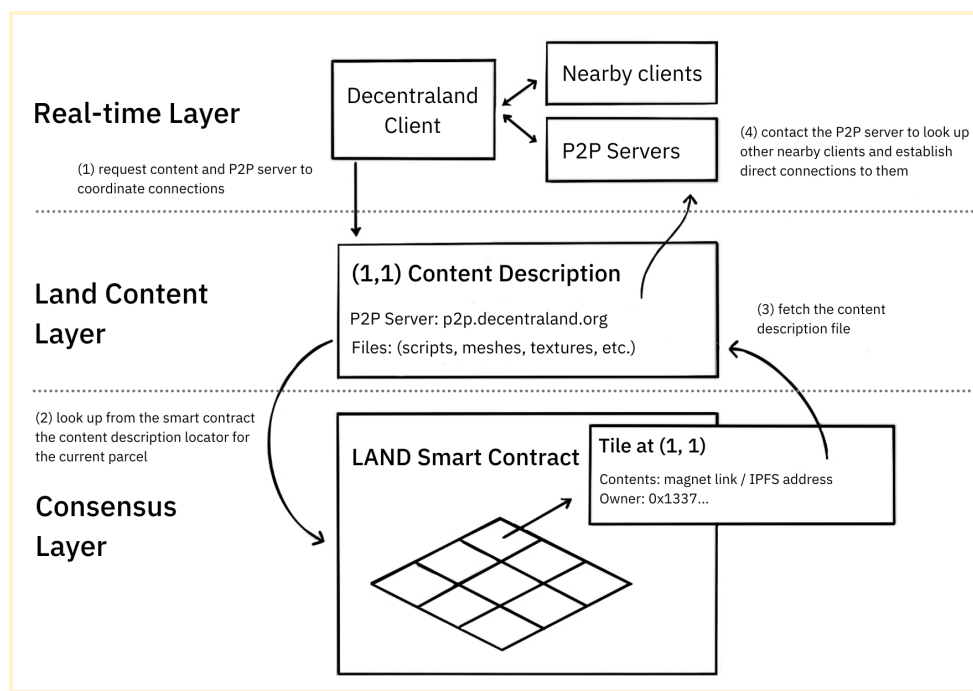 Real-time Layer
Decentraland
Client
Nearby clients
P2P Servers
(1) request content and P2P server to
coordinate connections
(4) contact the P2P server to look up
other nearby clients and establish
direct connections to them
Land Content
Layer
(1,1) Content Description
P2P Server: p2p.decentraland.org
Files: (scripts, meshes, textures, etc.)
(3) fetch the content
description file
(2) look up from the smart contract
the content description locator for
the current parcel
Consensus
Layer
LAND Smart Contract
Tile at (1, 1)
Contents: magnet link / IPFS address
Owner: 0x1337...